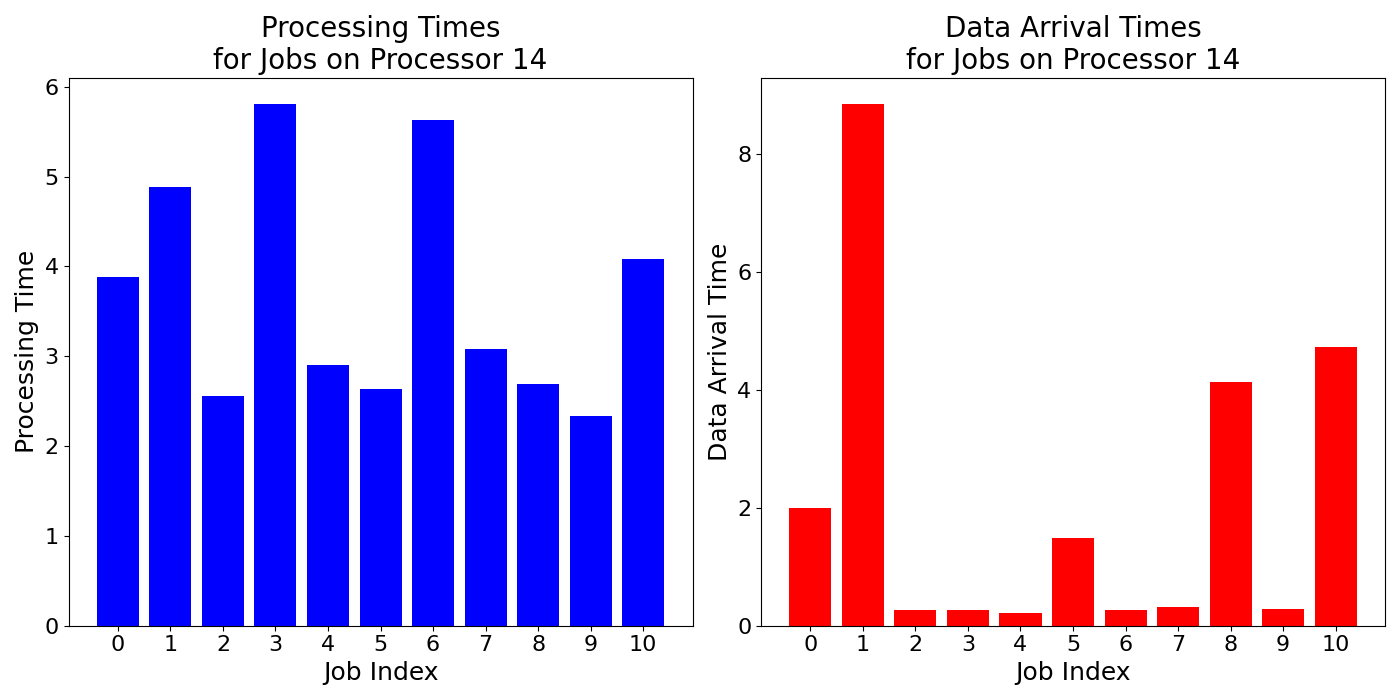 Processing Times
for Jobs on Processor 14
Processing Time
6
5
4
3
2
1
0
0 1 2 3 4 5 6 7 8 9 10
Job Index
Data Arrival Times
for Jobs on Processor 14
Data Arrival Time
8
6
4
2
0
0 1 2 3 4 5 6 7 8 9 10
Job Index